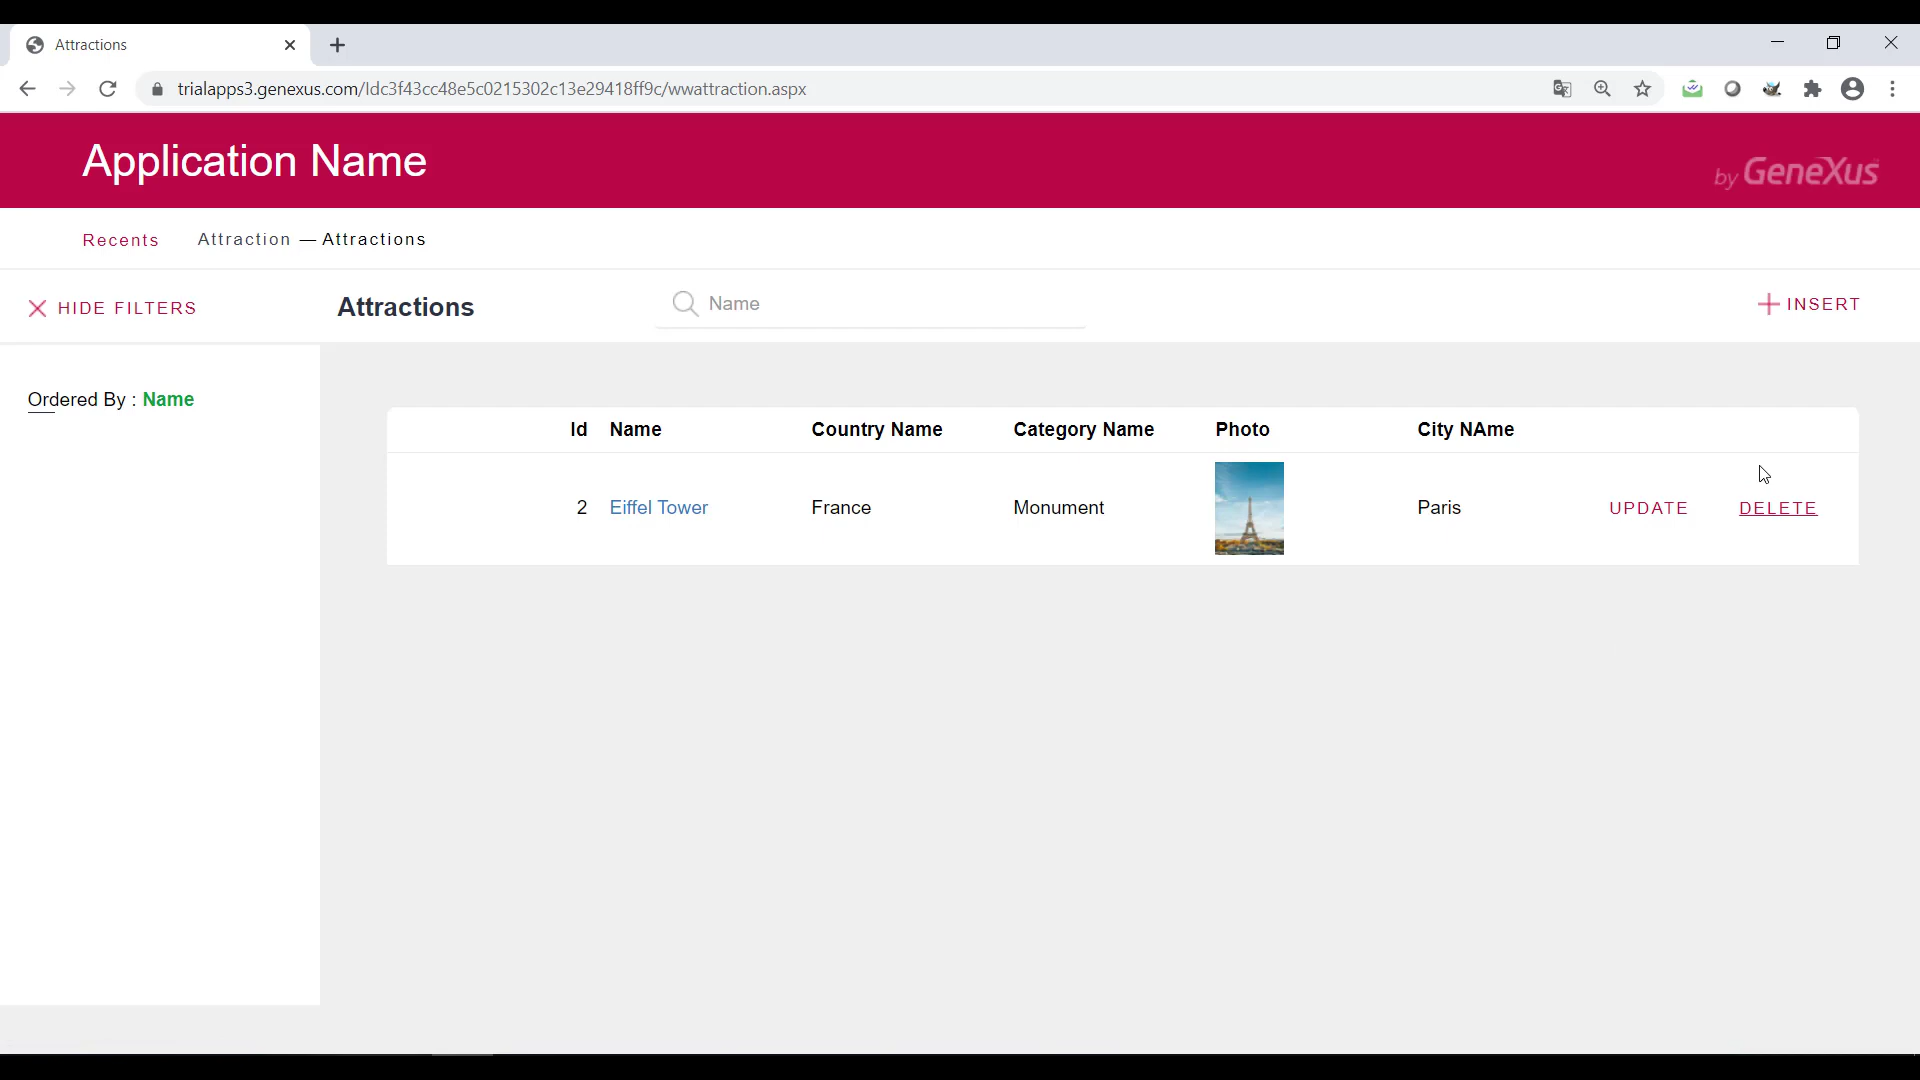 Attractions
trialapps3.genexus.com/Idc3f43cc48e5c0215302c13e29418ff9c/wwattraction.aspx
Application Name
by GeneXus
Recents Attraction — Attractions
HIDE FILTERS Attractions Name INSERT
Ordered By : Name
Id Name Country Name Category Name Photo City NAme
2 Eiffel Tower France Monument Paris UPDATE DELETE